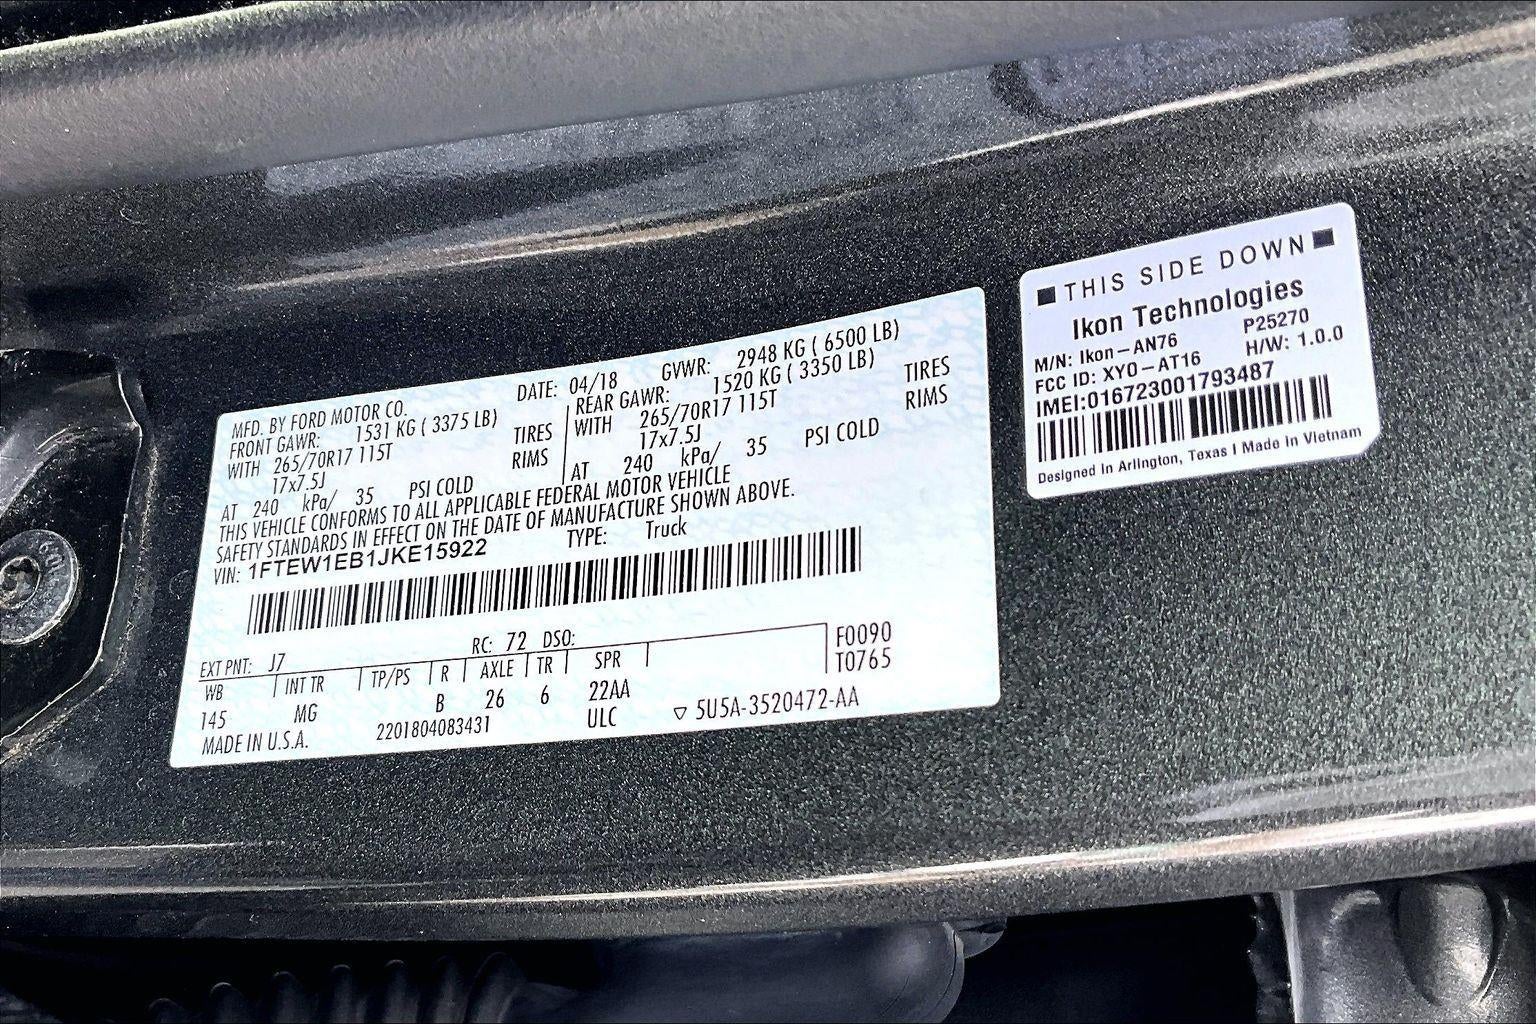 MFD. BY FORD MOTOR CO.
DATE: 04/18 GVWR: 2948 KG ( 6500 LB)
FRONT GAWR: 1531 KG ( 3375 LB)
WITH 265/70R17 115T TIRES
17x7.5J RIMS
AT 240 kPa/ 35 PSI COLD
REAR GAWR: 1520 KG ( 3350 LB)
WITH 265/70R17 115T TIRES
17x7.5J RIMS
AT 240 kPa/ 35 PSI COLD
THIS VEHICLE CONFORMS TO ALL APPLICABLE FEDERAL MOTOR VEHICLE
SAFETY STANDARDS IN EFFECT ON THE DATE OF MANUFACTURE SHOWN ABOVE.
VIN: 1FTEW1EB1JKE15922 TYPE: Truck
EXT PNT: J7 RC: 72 DSO: F0090
T0765
WB INT TR TP/PS R AXLE TR SPR
145 MG B 26 6 22AA
MADE IN U.S.A. 2201804083431 ULC ▽ 5U5A-3520472-AA
■ THIS SIDE DOWN ■
Ikon Technologies
M/N: Ikon-AN76 P25270
FCC ID: XYO-AT16 H/W: 1.0.0
IMEI:016723001793487
Designed In Arlington, Texas | Made In Vietnam